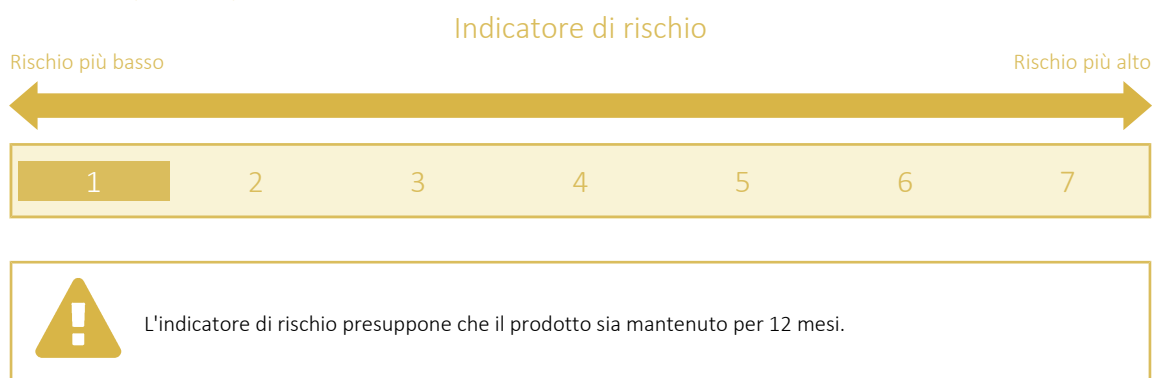 Indicatore di rischio
Rischio più basso Rischio più alto
1 2 3 4 5 6 7
L'indicatore di rischio presuppone che il prodotto sia mantenuto per 12 mesi.